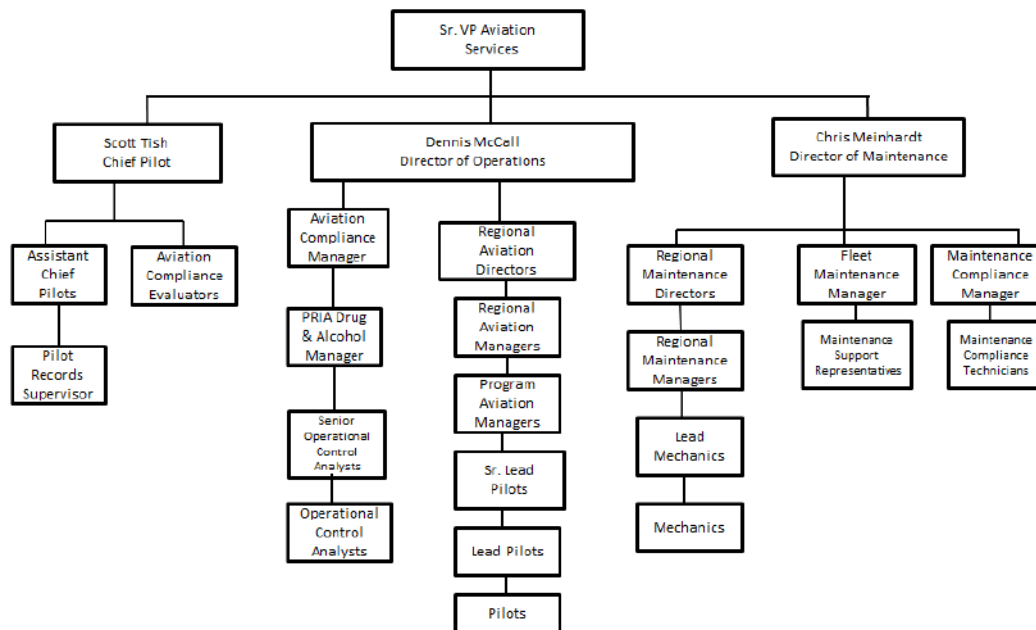 Sr. VP Aviation
Services
Scott Tish
Chief Pilot
Dennis McCall
Director of Operations
Chris Meinhardt
Director of Maintenance
Assistant
Chief
Pilots
Aviation
Compliance
Evaluators
Pilot
Records
Supervisor
Aviation
Compliance
Manager
PRIA Drug
& Alcohol
Manager
Senior
Operational
Control
Analysts
Operational
Control
Analysts
Regional
Aviation
Directors
Regional
Aviation
Managers
Program
Aviation
Managers
Sr. Lead
Pilots
Lead Pilots
Pilots
Regional
Maintenance
Directors
Regional
Maintenance
Managers
Lead
Mechanics
Mechanics
Fleet
Maintenance
Manager
Maintenance
Support
Representatives
Maintenance
Compliance
Manager
Maintenance
Compliance
Technicians